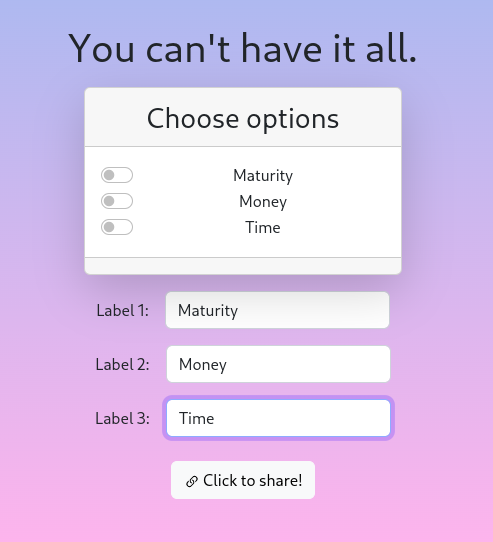 You can't have it all.
Choose options
Maturity
Money
Time
Label 1: Maturity
Label 2: Money
Label 3: Time
Click to share!